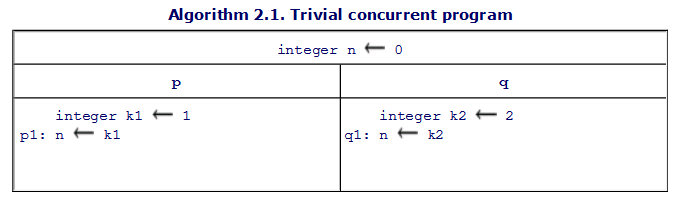 Algorithm 2.1. Trivial concurrent program
integer n ← 0
p
q
integer k1 ← 1
p1: n ← k1
integer k2 ← 2
q1: n ← k2